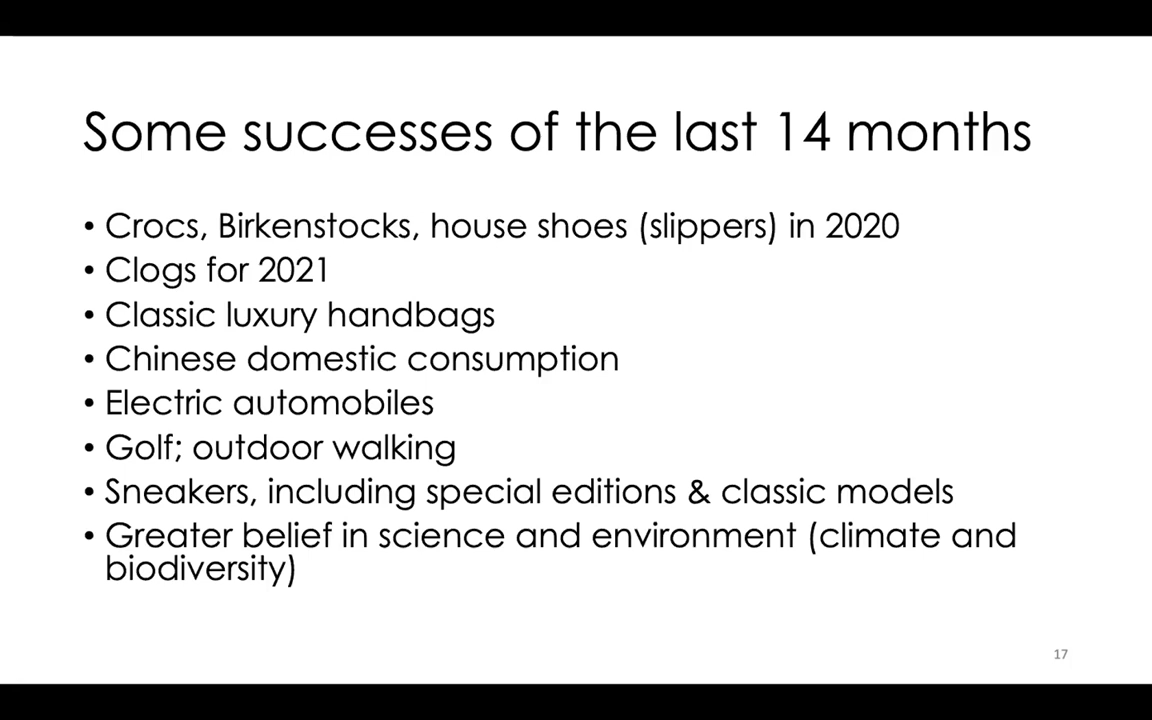 Some successes of the last 14 months
• Crocs, Birkenstocks, house shoes (slippers) in 2020
• Clogs for 2021
• Classic luxury handbags
• Chinese domestic consumption
• Electric automobiles
• Golf; outdoor walking
• Sneakers, including special editions & classic models
• Greater belief in science and environment (climate and
biodiversity)
17